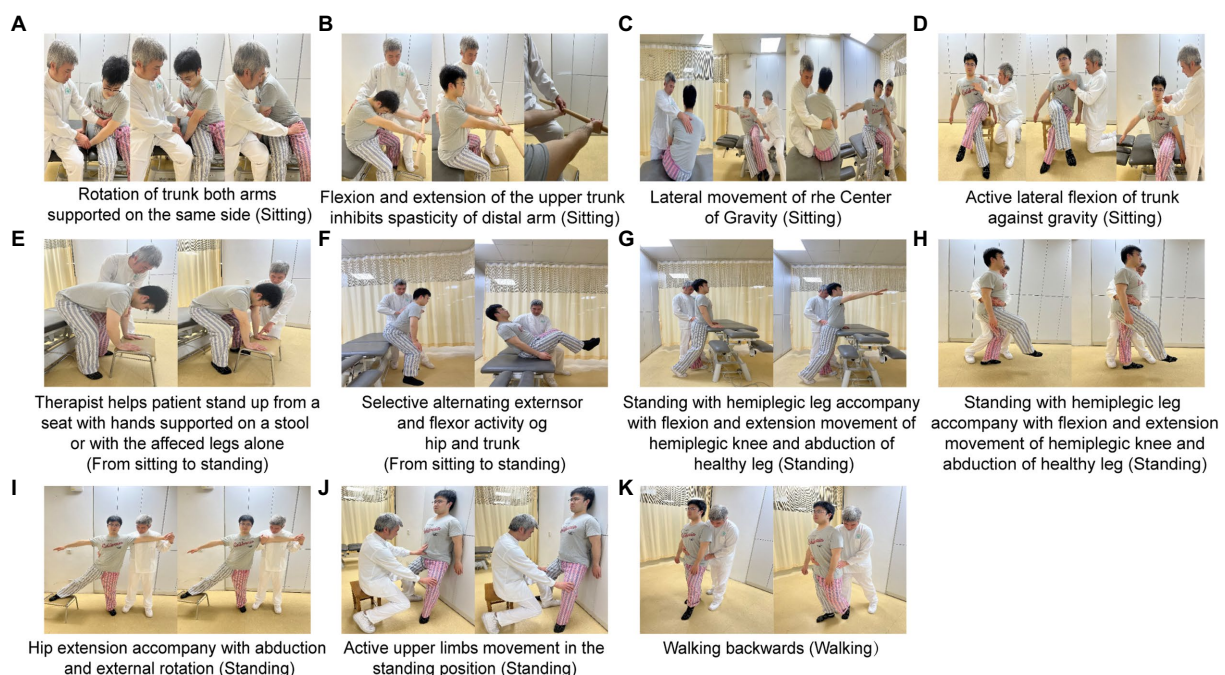 A
B
C
D
Rotation of trunk both arms
supported on the same side (Sitting)
Flexion and extension of the upper trunk
inhibits spasticity of distal arm (Sitting)
Lateral movement of rhe Center
of Gravity (Sitting)
Active lateral flexion of trunk
against gravity (Sitting)
E
F
G
H
Therapist helps patient stand up from a
seat with hands supported on a stool
or with the affeced legs alone
(From sitting to standing)
Selective alternating externsor
and flexor activity og
hip and trunk
(From sitting to standing)
Standing with hemiplegic leg accompany
with flexion and extension movement of
hemiplegic knee and abduction of
healthy leg (Standing)
Standing with hemiplegic leg
accompany with flexion and extension
movement of hemiplegic knee and
abduction of healthy leg (Standing)
I
J
K
Hip extension accompany with abduction
and external rotation (Standing)
Active upper limbs movement in the
standing position (Standing)
Walking backwards (Walking）